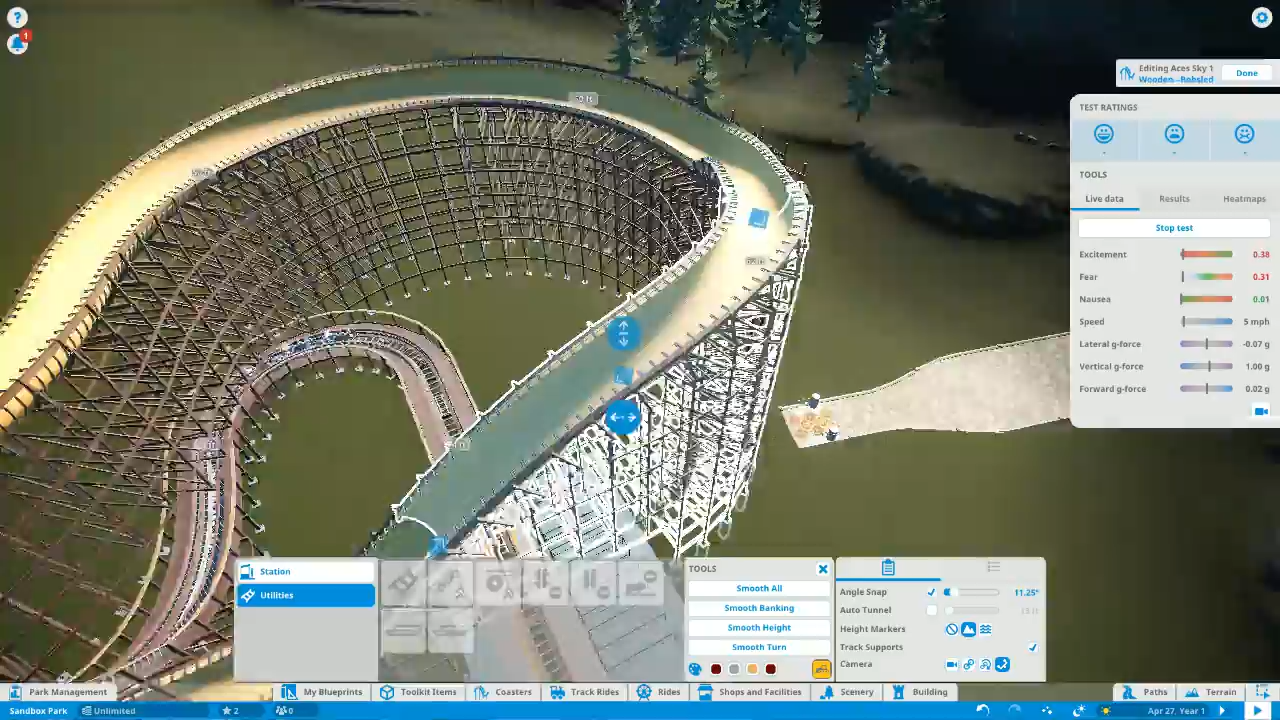 ?
1
Editing Aces Sky 1
Wooden - Bobsled
Done
TEST RATINGS
- - -
TOOLS
Live data Results Heatmaps
Stop test
Excitement 0.38
Fear 0.31
Nausea 0.01
Speed 5 mph
Lateral g-force -0.07 g
Vertical g-force 1.00 g
Forward g-force 0.02 g
Station
Utilities
TOOLS
Smooth All
Smooth Banking
Smooth Height
Smooth Turn
Angle Snap 11.25°
Auto Tunnel
Height Markers
Track Supports
Camera
Park Management My Blueprints Toolkit Items Coasters Track Rides Rides Shops and Facilities Scenery Building Paths Terrain
Sandbox Park Unlimited 2 0 Apr 27, Year 1